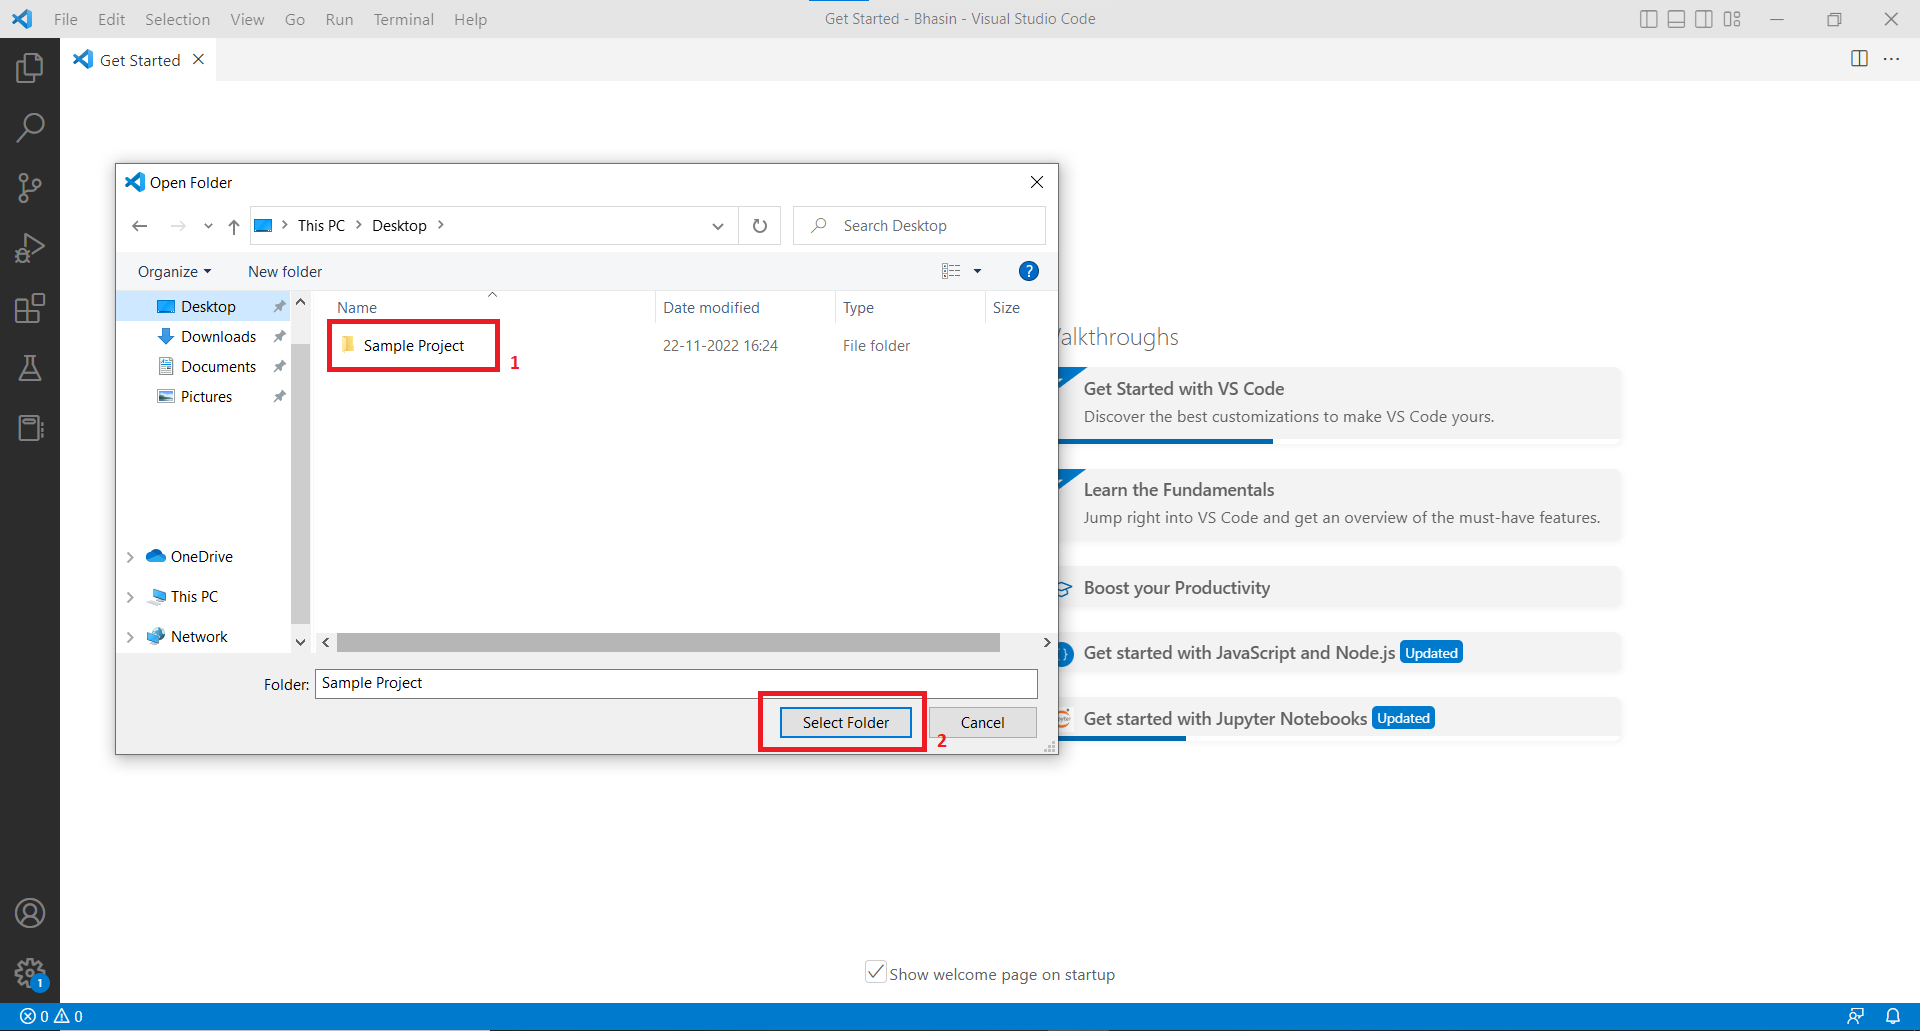 File Edit Selection View Go Run Terminal Help
Get Started - Bhasin - Visual Studio Code
Get Started
Open Folder
This PC > Desktop >
Search Desktop
Organize
New folder
?
Name Date modified Type Size
Desktop
Downloads
Documents
Pictures
OneDrive
This PC
Network
Sample Project 22-11-2022 16:24 File folder
1
Folder: Sample Project
Select Folder
Cancel
2
alkthroughs
Get Started with VS Code
Discover the best customizations to make VS Code yours.
Learn the Fundamentals
Jump right into VS Code and get an overview of the must-have features.
Boost your Productivity
Get started with JavaScript and Node.js Updated
Get started with Jupyter Notebooks Updated
Show welcome page on startup
1
0 0